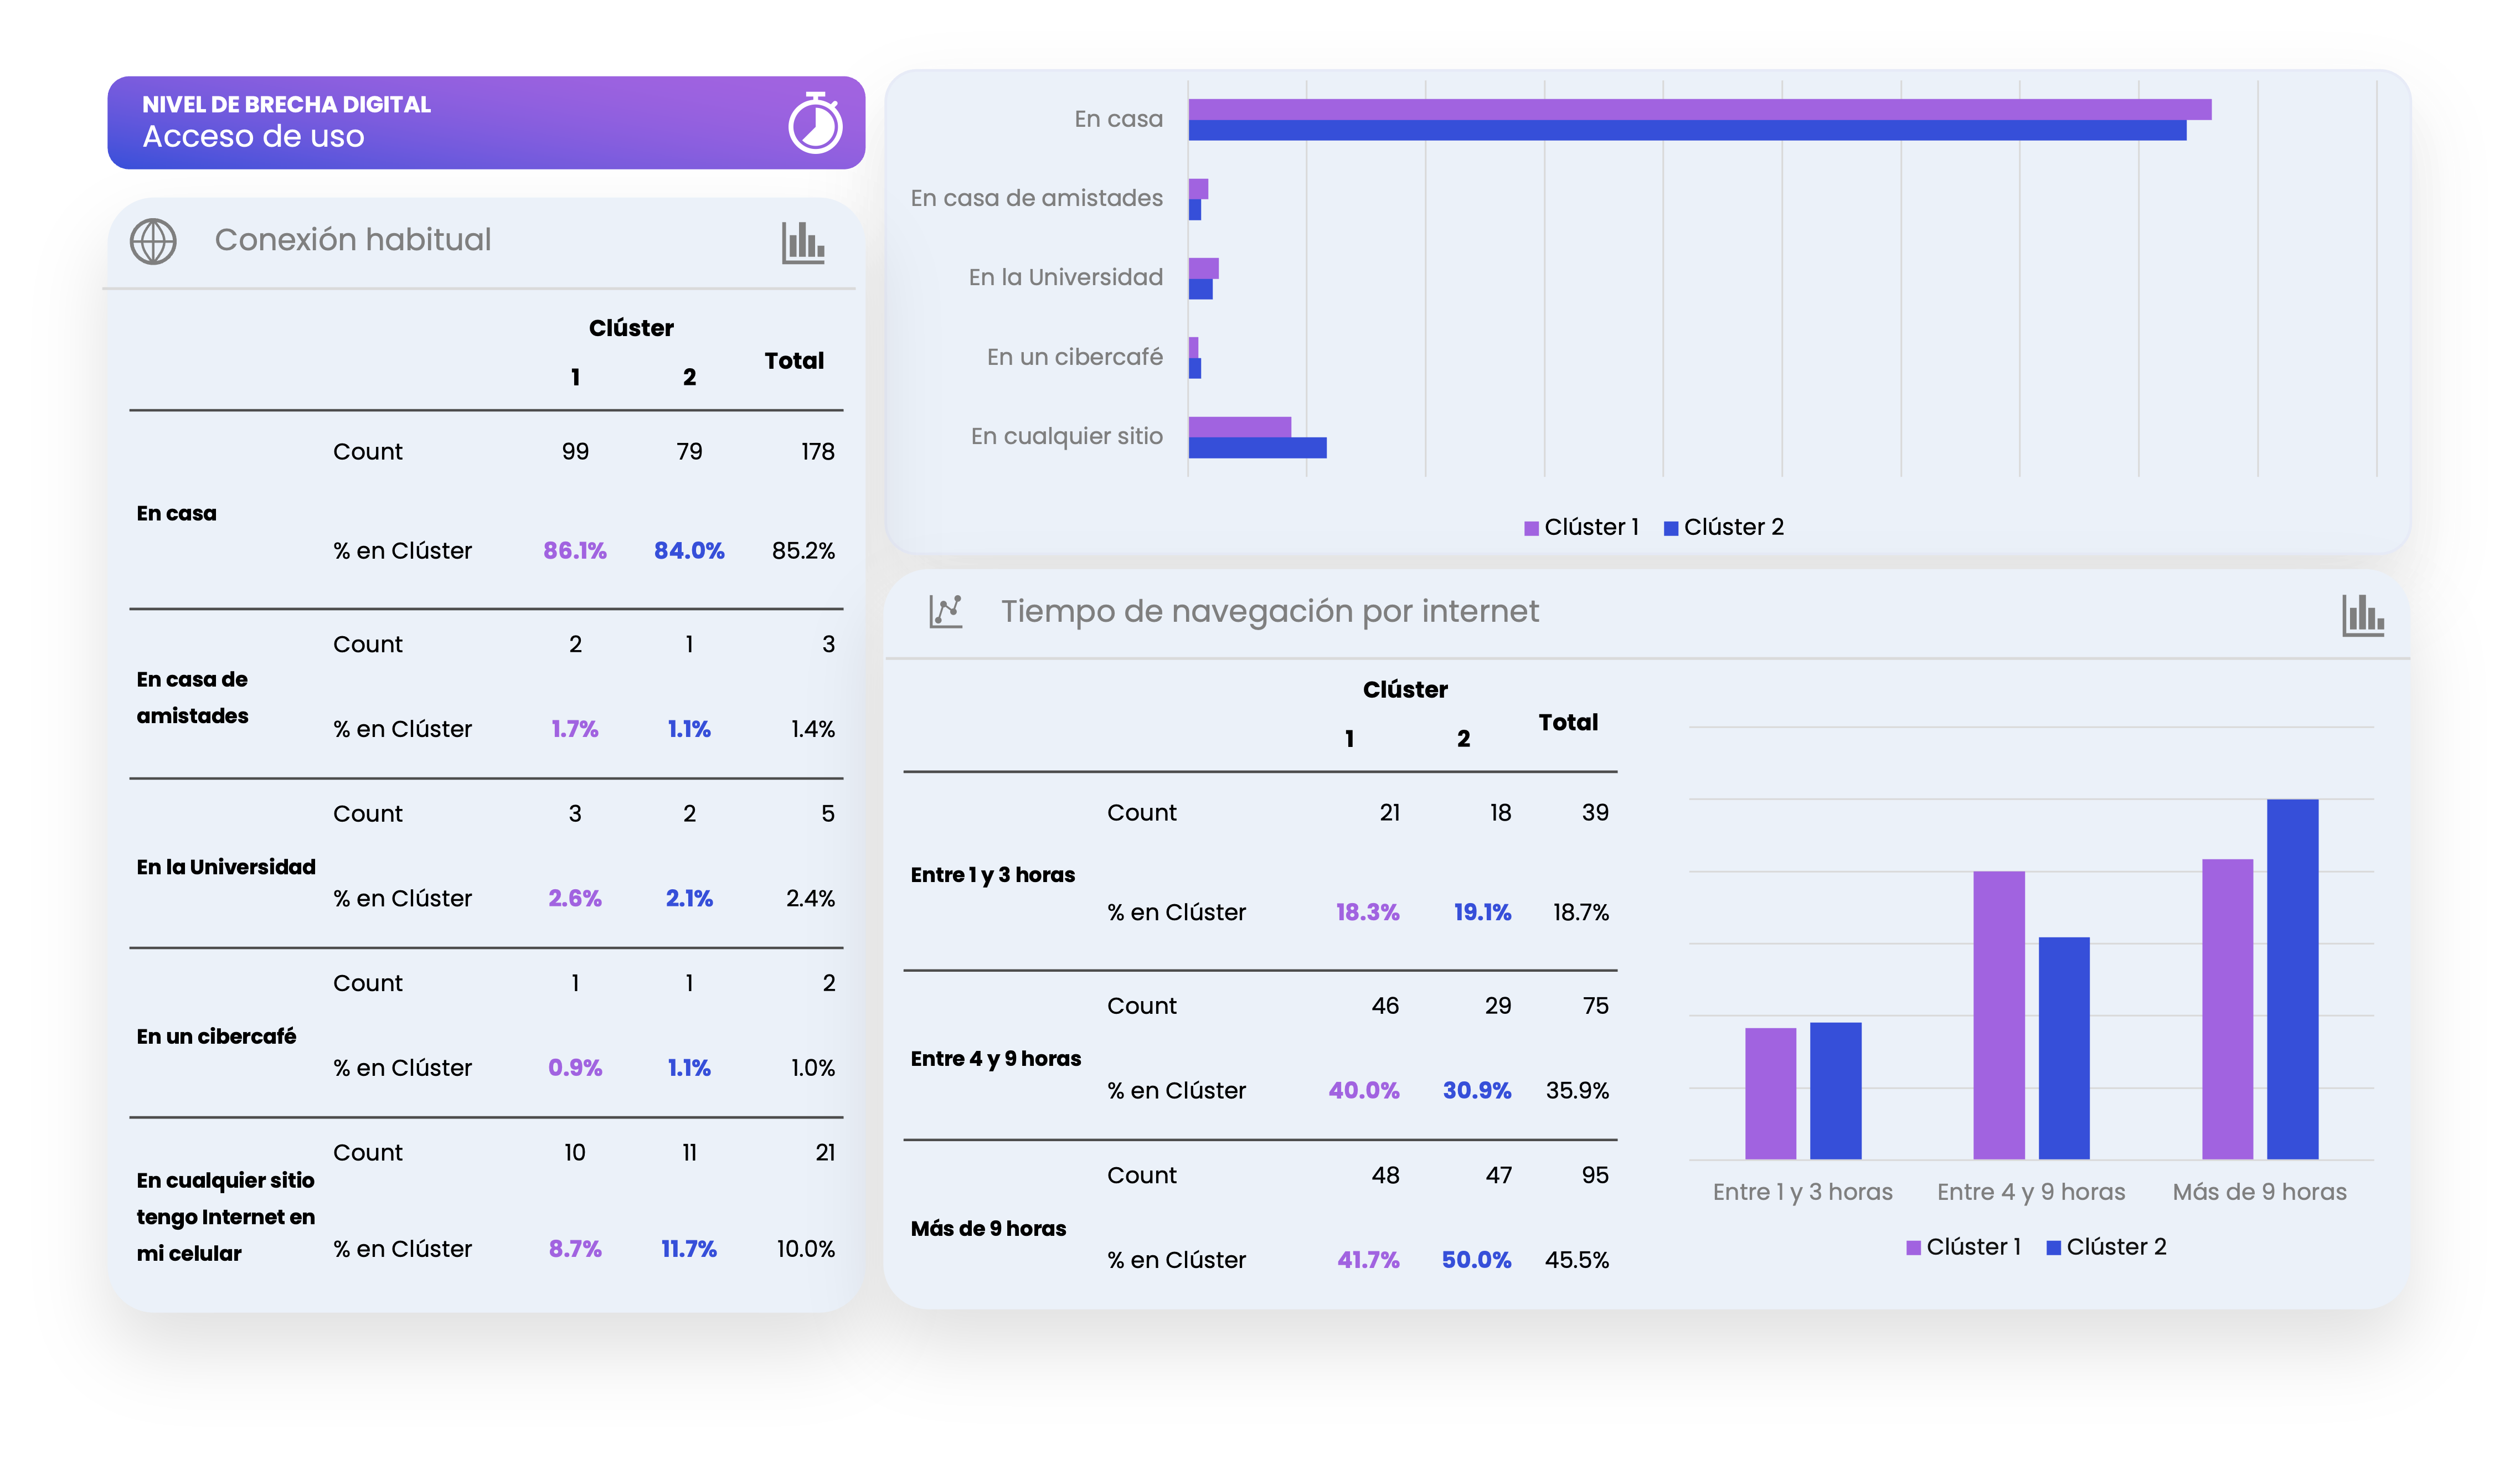 NIVEL DE BRECHA DIGITAL
Acceso de uso
Conexión habitual
Clúster
1 2 Total
Count 99 79 178
En casa
% en Clúster 86.1% 84.0% 85.2%
Count 2 1 3
En casa de
amistades
% en Clúster 1.7% 1.1% 1.4%
Count 3 2 5
En la Universidad
% en Clúster 2.6% 2.1% 2.4%
Count 1 1 2
En un cibercafé
% en Clúster 0.9% 1.1% 1.0%
Count 10 11 21
En cualquier sitio
tengo Internet en
mi celular
% en Clúster 8.7% 11.7% 10.0%
En casa
En casa de amistades
En la Universidad
En un cibercafé
En cualquier sitio
Clúster 1 Clúster 2
Tiempo de navegación por internet
Clúster
1 2 Total
Count 21 18 39
Entre 1 y 3 horas
% en Clúster 18.3% 19.1% 18.7%
Count 46 29 75
Entre 4 y 9 horas
% en Clúster 40.0% 30.9% 35.9%
Count 48 47 95
Más de 9 horas
% en Clúster 41.7% 50.0% 45.5%
Entre 1 y 3 horas Entre 4 y 9 horas Más de 9 horas
Clúster 1 Clúster 2